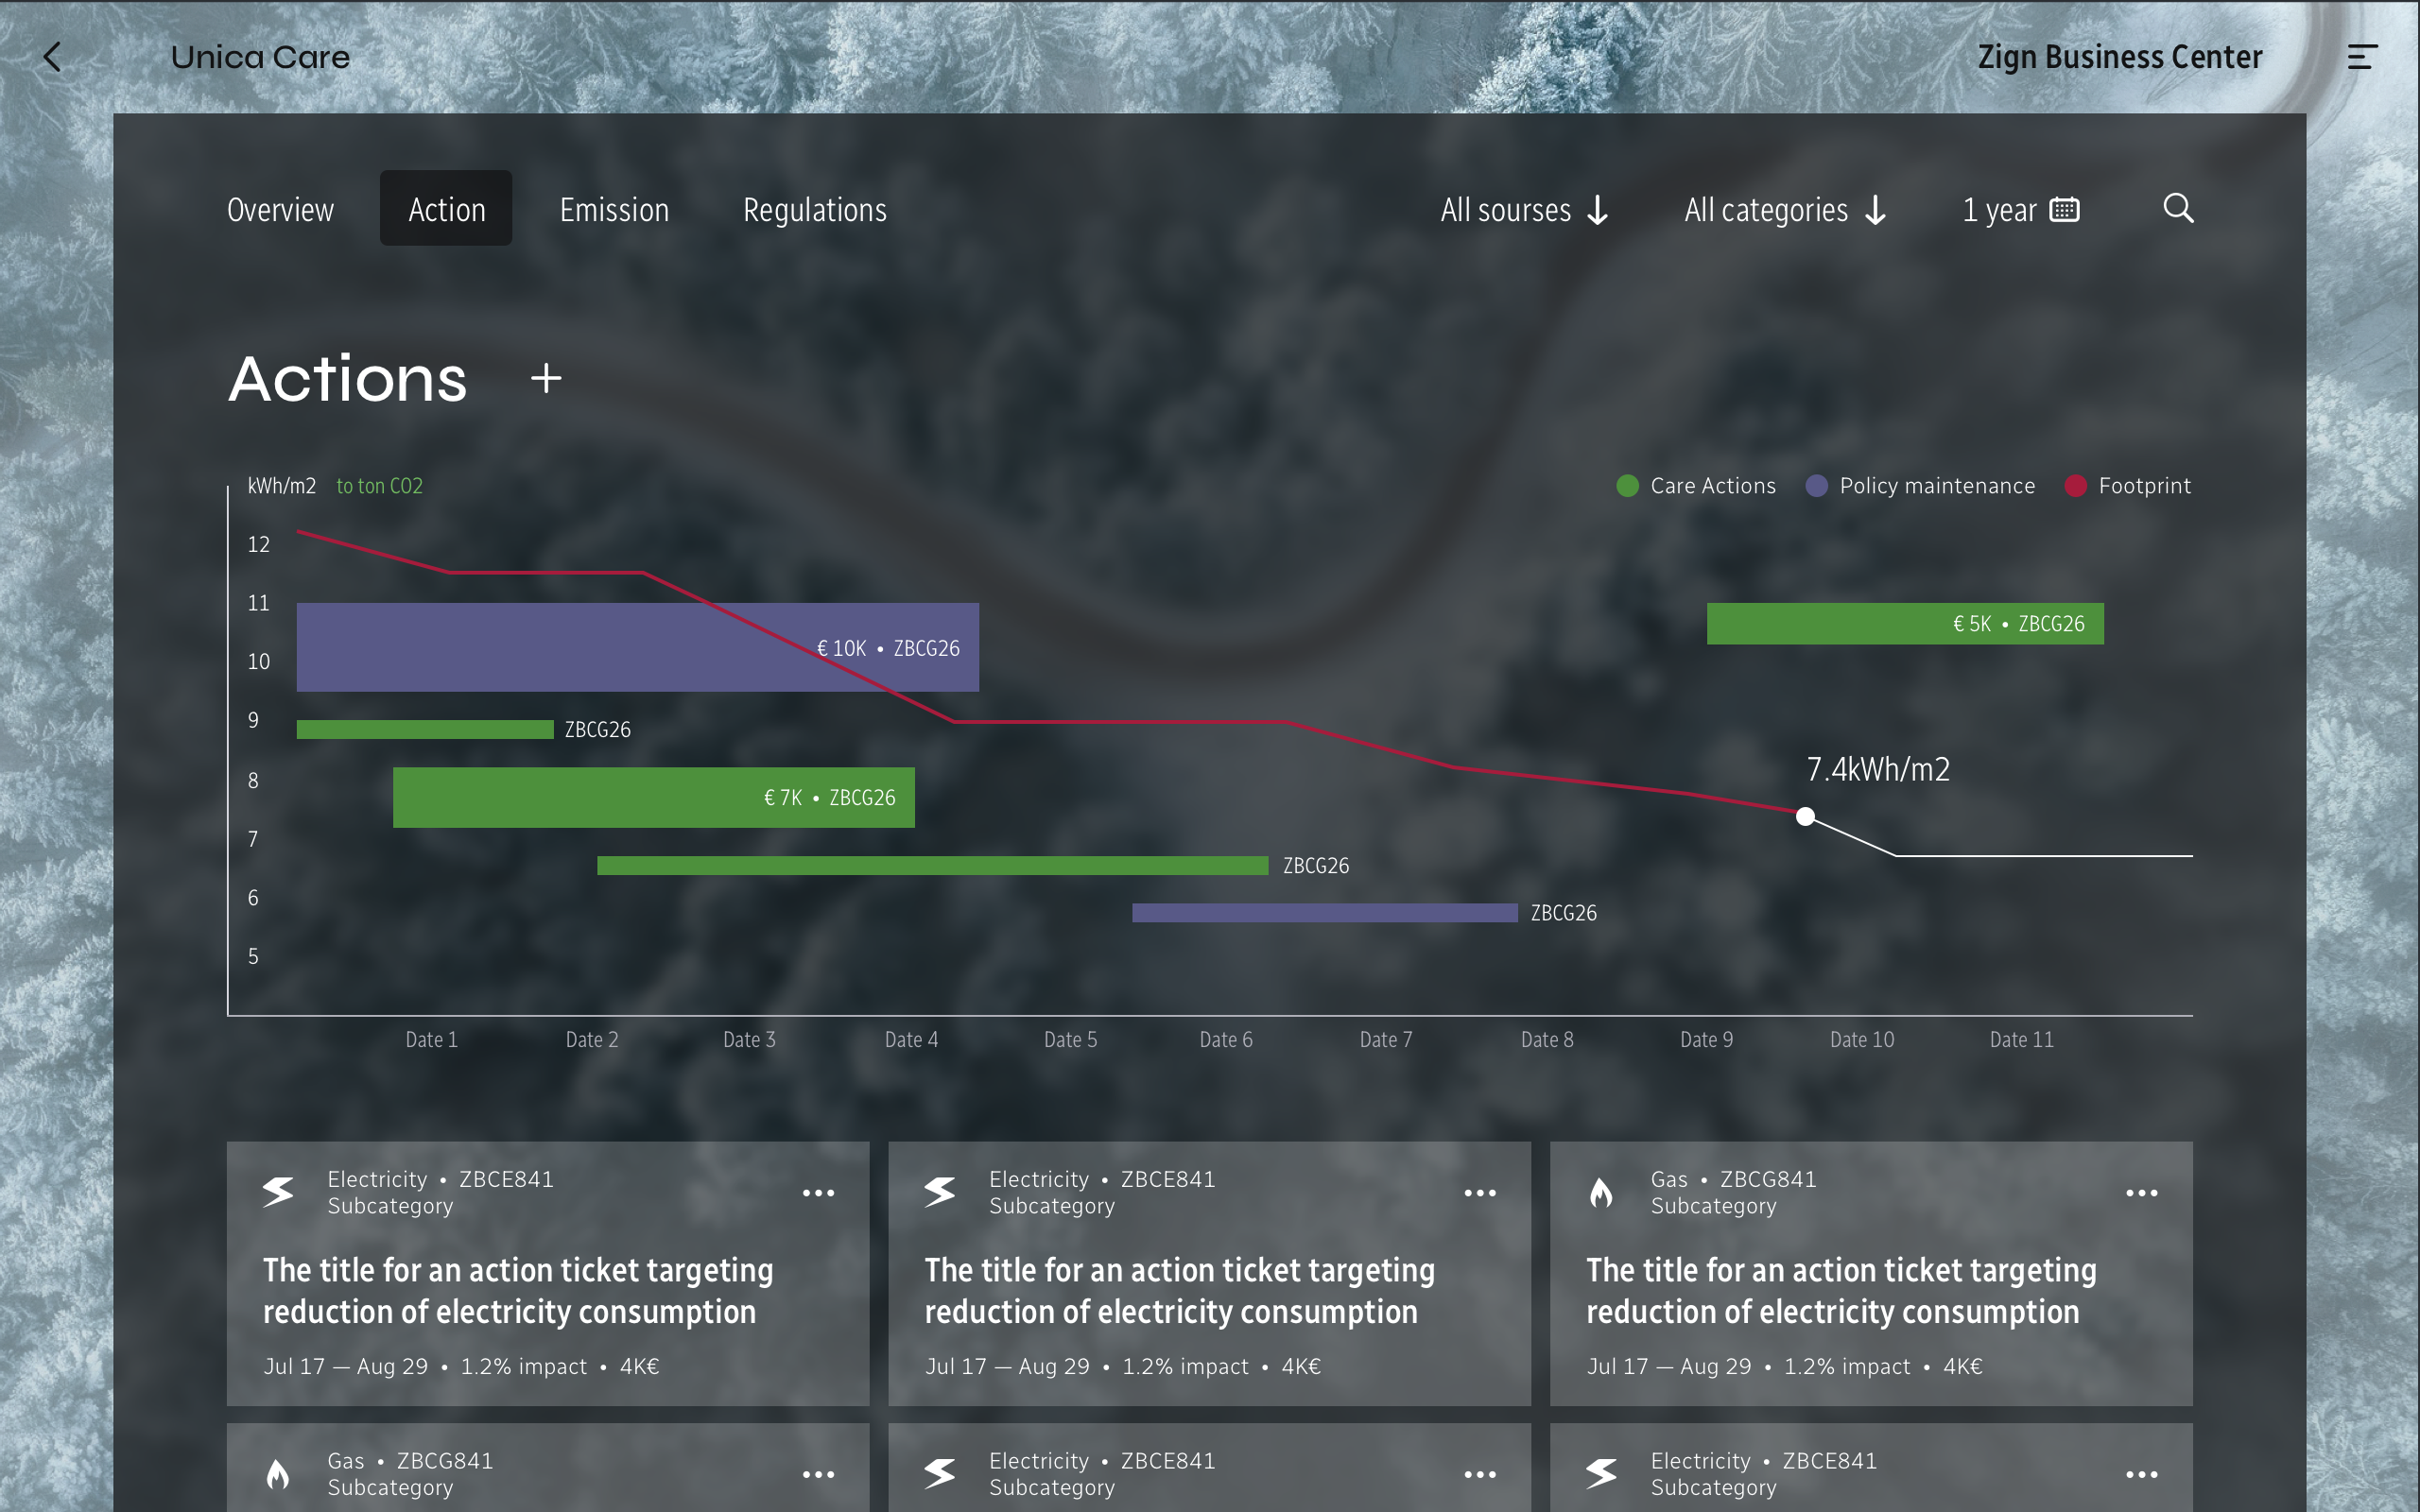 Unica Care
Zign Business Center
Overview
Action
Emission
Regulations
All sourses
All categories
1 year
Actions
kWh/m2 to ton CO2
Care Actions
Policy maintenance
Footprint
12
11
10
9
8
7
6
5
€ 10K • ZBCG26
€ 5K • ZBCG26
ZBCG26
€ 7K • ZBCG26
7.4kWh/m2
ZBCG26
ZBCG26
Date 1
Date 2
Date 3
Date 4
Date 5
Date 6
Date 7
Date 8
Date 9
Date 10
Date 11
Electricity • ZBCE841
Subcategory
The title for an action ticket targeting
reduction of electricity consumption
Jul 17 — Aug 29 • 1.2% impact • 4K€
Electricity • ZBCE841
Subcategory
The title for an action ticket targeting
reduction of electricity consumption
Jul 17 — Aug 29 • 1.2% impact • 4K€
Gas • ZBCG841
Subcategory
The title for an action ticket targeting
reduction of electricity consumption
Jul 17 — Aug 29 • 1.2% impact • 4K€
Gas • ZBCG841
Subcategory
Electricity • ZBCE841
Subcategory
Electricity • ZBCE841
Subcategory